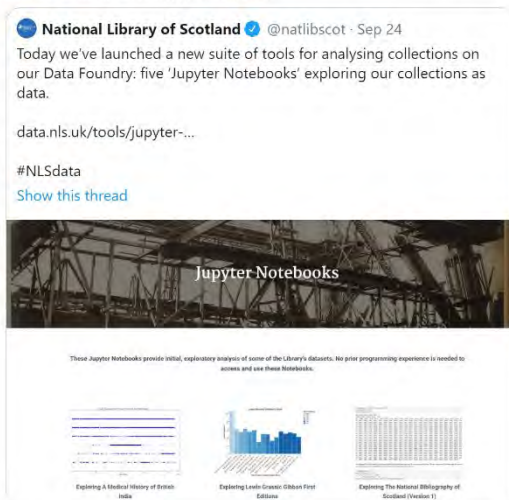 National Library of Scotland @natlibscot · Sep 24
Today we've launched a new suite of tools for analysing collections on
our Data Foundry: five 'Jupyter Notebooks' exploring our collections as
data.
data.nls.uk/tools/jupyter-...
#NLSdata
Show this thread
Jupyter Notebooks
These Jupyter Notebooks provide initial, exploratory analysis of some of the Library's datasets. No prior programming experience is needed to
access and use these Notebooks.
Exploring A Medical History of British
India
Exploring Lewis Grassic Gibbon First
Editions
Exploring The National Bibliography of
Scotland (Version 1)